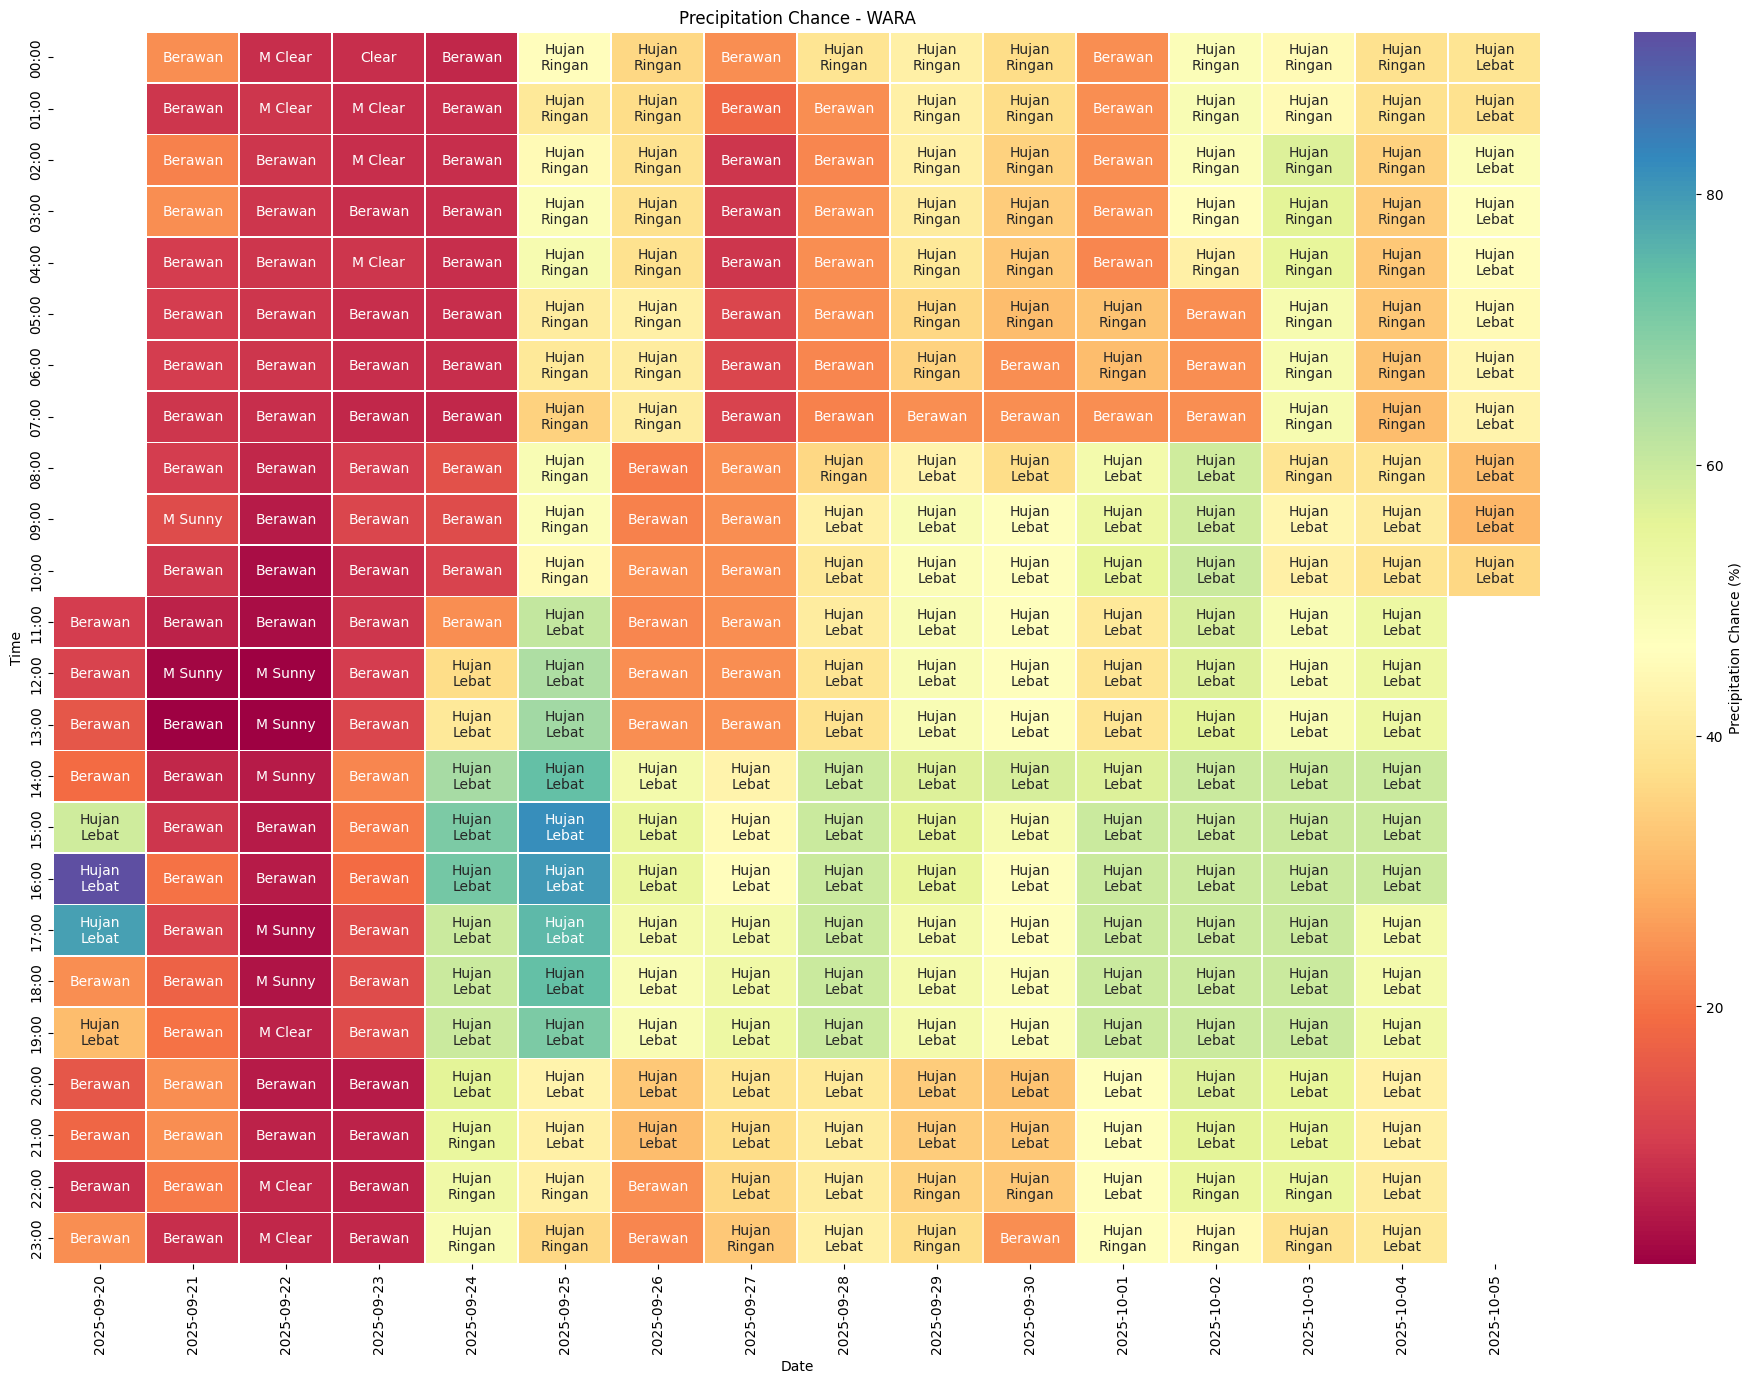 Precipitation Chance - WARA
00:00 Berawan M Clear Clear Berawan Hujan Ringan Hujan Ringan Berawan Hujan Ringan Hujan Ringan Hujan Ringan Berawan Hujan Ringan Hujan Ringan Hujan Ringan Hujan Lebat
01:00 Berawan M Clear M Clear Berawan Hujan Ringan Hujan Ringan Berawan Berawan Hujan Ringan Hujan Ringan Berawan Hujan Ringan Hujan Ringan Hujan Ringan Hujan Lebat
02:00 Berawan Berawan M Clear Berawan Hujan Ringan Hujan Ringan Berawan Berawan Hujan Ringan Hujan Ringan Berawan Hujan Ringan Hujan Ringan Hujan Ringan Hujan Lebat
03:00 Berawan Berawan Berawan Berawan Hujan Ringan Hujan Ringan Berawan Berawan Hujan Ringan Hujan Ringan Berawan Hujan Ringan Hujan Ringan Hujan Ringan Hujan Lebat
04:00 Berawan Berawan M Clear Berawan Hujan Ringan Hujan Ringan Berawan Berawan Hujan Ringan Hujan Ringan Berawan Hujan Ringan Hujan Ringan Hujan Ringan Hujan Lebat
05:00 Berawan Berawan Berawan Berawan Hujan Ringan Hujan Ringan Berawan Berawan Hujan Ringan Hujan Ringan Hujan Ringan Berawan Hujan Ringan Hujan Ringan Hujan Lebat
06:00 Berawan Berawan Berawan Berawan Hujan Ringan Hujan Ringan Berawan Berawan Hujan Ringan Berawan Hujan Ringan Berawan Hujan Ringan Hujan Ringan Hujan Lebat
07:00 Berawan Berawan Berawan Berawan Hujan Ringan Hujan Ringan Berawan Berawan Berawan Berawan Berawan Berawan Hujan Ringan Hujan Ringan Hujan Lebat
08:00 Berawan Berawan Berawan Berawan Hujan Ringan Berawan Berawan Hujan Ringan Hujan Lebat Hujan Lebat Hujan Lebat Hujan Lebat Hujan Ringan Hujan Ringan Hujan Lebat
09:00 M Sunny Berawan Berawan Berawan Hujan Ringan Berawan Berawan Hujan Lebat Hujan Lebat Hujan Lebat Hujan Lebat Hujan Lebat Hujan Lebat Hujan Lebat Hujan Lebat
10:00 Berawan Berawan Berawan Berawan Hujan Ringan Berawan Berawan Hujan Lebat Hujan Lebat Hujan Lebat Hujan Lebat Hujan Lebat Hujan Lebat Hujan Lebat Hujan Lebat
11:00 Berawan Berawan Berawan Berawan Berawan Hujan Lebat Berawan Berawan Hujan Lebat Hujan Lebat Hujan Lebat Hujan Lebat Hujan Lebat Hujan Lebat Hujan Lebat
12:00 Berawan M Sunny M Sunny Berawan Hujan Lebat Hujan Lebat Berawan Berawan Hujan Lebat Hujan Lebat Hujan Lebat Hujan Lebat Hujan Lebat Hujan Lebat Hujan Lebat
13:00 Berawan Berawan M Sunny Berawan Hujan Lebat Hujan Lebat Berawan Berawan Hujan Lebat Hujan Lebat Hujan Lebat Hujan Lebat Hujan Lebat Hujan Lebat Hujan Lebat
14:00 Berawan Berawan M Sunny Berawan Hujan Lebat Hujan Lebat Hujan Lebat Hujan Lebat Hujan Lebat Hujan Lebat Hujan Lebat Hujan Lebat Hujan Lebat Hujan Lebat Hujan Lebat
15:00 Hujan Lebat Berawan Berawan Berawan Hujan Lebat Hujan Lebat Hujan Lebat Hujan Lebat Hujan Lebat Hujan Lebat Hujan Lebat Hujan Lebat Hujan Lebat Hujan Lebat Hujan Lebat
16:00 Hujan Lebat Berawan Berawan Berawan Hujan Lebat Hujan Lebat Hujan Lebat Hujan Lebat Hujan Lebat Hujan Lebat Hujan Lebat Hujan Lebat Hujan Lebat Hujan Lebat Hujan Lebat
17:00 Hujan Lebat Berawan M Sunny Berawan Hujan Lebat Hujan Lebat Hujan Lebat Hujan Lebat Hujan Lebat Hujan Lebat Hujan Lebat Hujan Lebat Hujan Lebat Hujan Lebat Hujan Lebat
18:00 Berawan Berawan M Sunny Berawan Hujan Lebat Hujan Lebat Hujan Lebat Hujan Lebat Hujan Lebat Hujan Lebat Hujan Lebat Hujan Lebat Hujan Lebat Hujan Lebat Hujan Lebat
19:00 Hujan Lebat Berawan M Clear Berawan Hujan Lebat Hujan Lebat Hujan Lebat Hujan Lebat Hujan Lebat Hujan Lebat Hujan Lebat Hujan Lebat Hujan Lebat Hujan Lebat Hujan Lebat
20:00 Berawan Berawan Berawan Berawan Hujan Lebat Hujan Lebat Hujan Lebat Hujan Lebat Hujan Lebat Hujan Lebat Hujan Lebat Hujan Lebat Hujan Lebat Hujan Lebat Hujan Lebat
21:00 Berawan Berawan Berawan Berawan Hujan Ringan Hujan Lebat Hujan Lebat Hujan Lebat Hujan Lebat Hujan Lebat Hujan Lebat Hujan Lebat Hujan Lebat Hujan Lebat Hujan Lebat
22:00 Berawan Berawan M Clear Berawan Hujan Ringan Hujan Ringan Berawan Hujan Lebat Hujan Lebat Hujan Ringan Hujan Ringan Hujan Lebat Hujan Ringan Hujan Ringan Hujan Lebat
23:00 Berawan Berawan M Clear Berawan Hujan Ringan Hujan Ringan Berawan Hujan Ringan Hujan Lebat Hujan Ringan Berawan Hujan Ringan Hujan Ringan Hujan Ringan Hujan Lebat
Time
2025-09-20 2025-09-21 2025-09-22 2025-09-23 2025-09-24 2025-09-25 2025-09-26 2025-09-27 2025-09-28 2025-09-29 2025-09-30 2025-10-01 2025-10-02 2025-10-03 2025-10-04 2025-10-05
Date
80
60
40
20
Precipitation Chance (%)